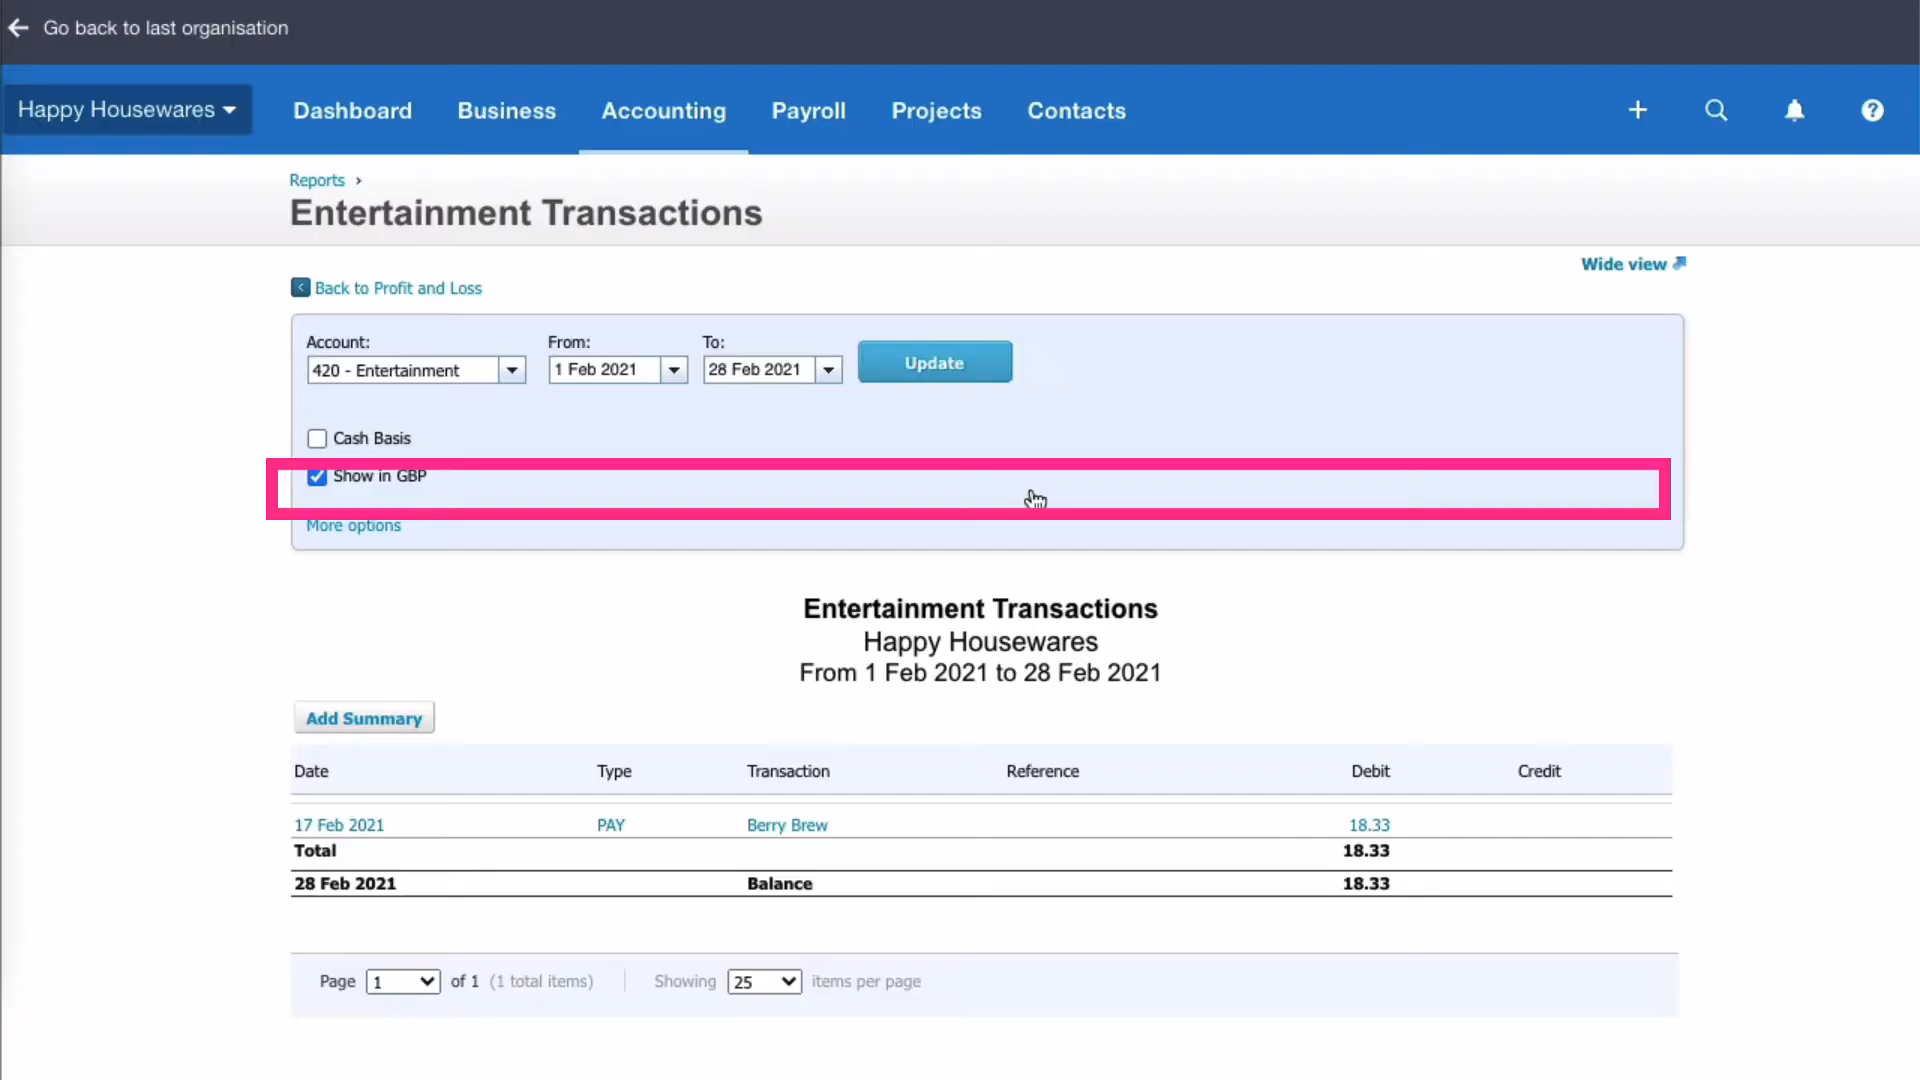 Go back to last organisation
Happy Housewares Dashboard Business Accounting Payroll Projects Contacts
Reports ›
Entertainment Transactions
Wide view
Back to Profit and Loss
Account: From: To:
420 - Entertainment 1 Feb 2021 28 Feb 2021 Update
Cash Basis
Show in GBP
More options
Entertainment Transactions
Happy Housewares
From 1 Feb 2021 to 28 Feb 2021
Add Summary
Date Type Transaction Reference Debit Credit
17 Feb 2021 PAY Berry Brew 18.33
Total 18.33
28 Feb 2021 Balance 18.33
Page 1 of 1 (1 total items) Showing 25 items per page